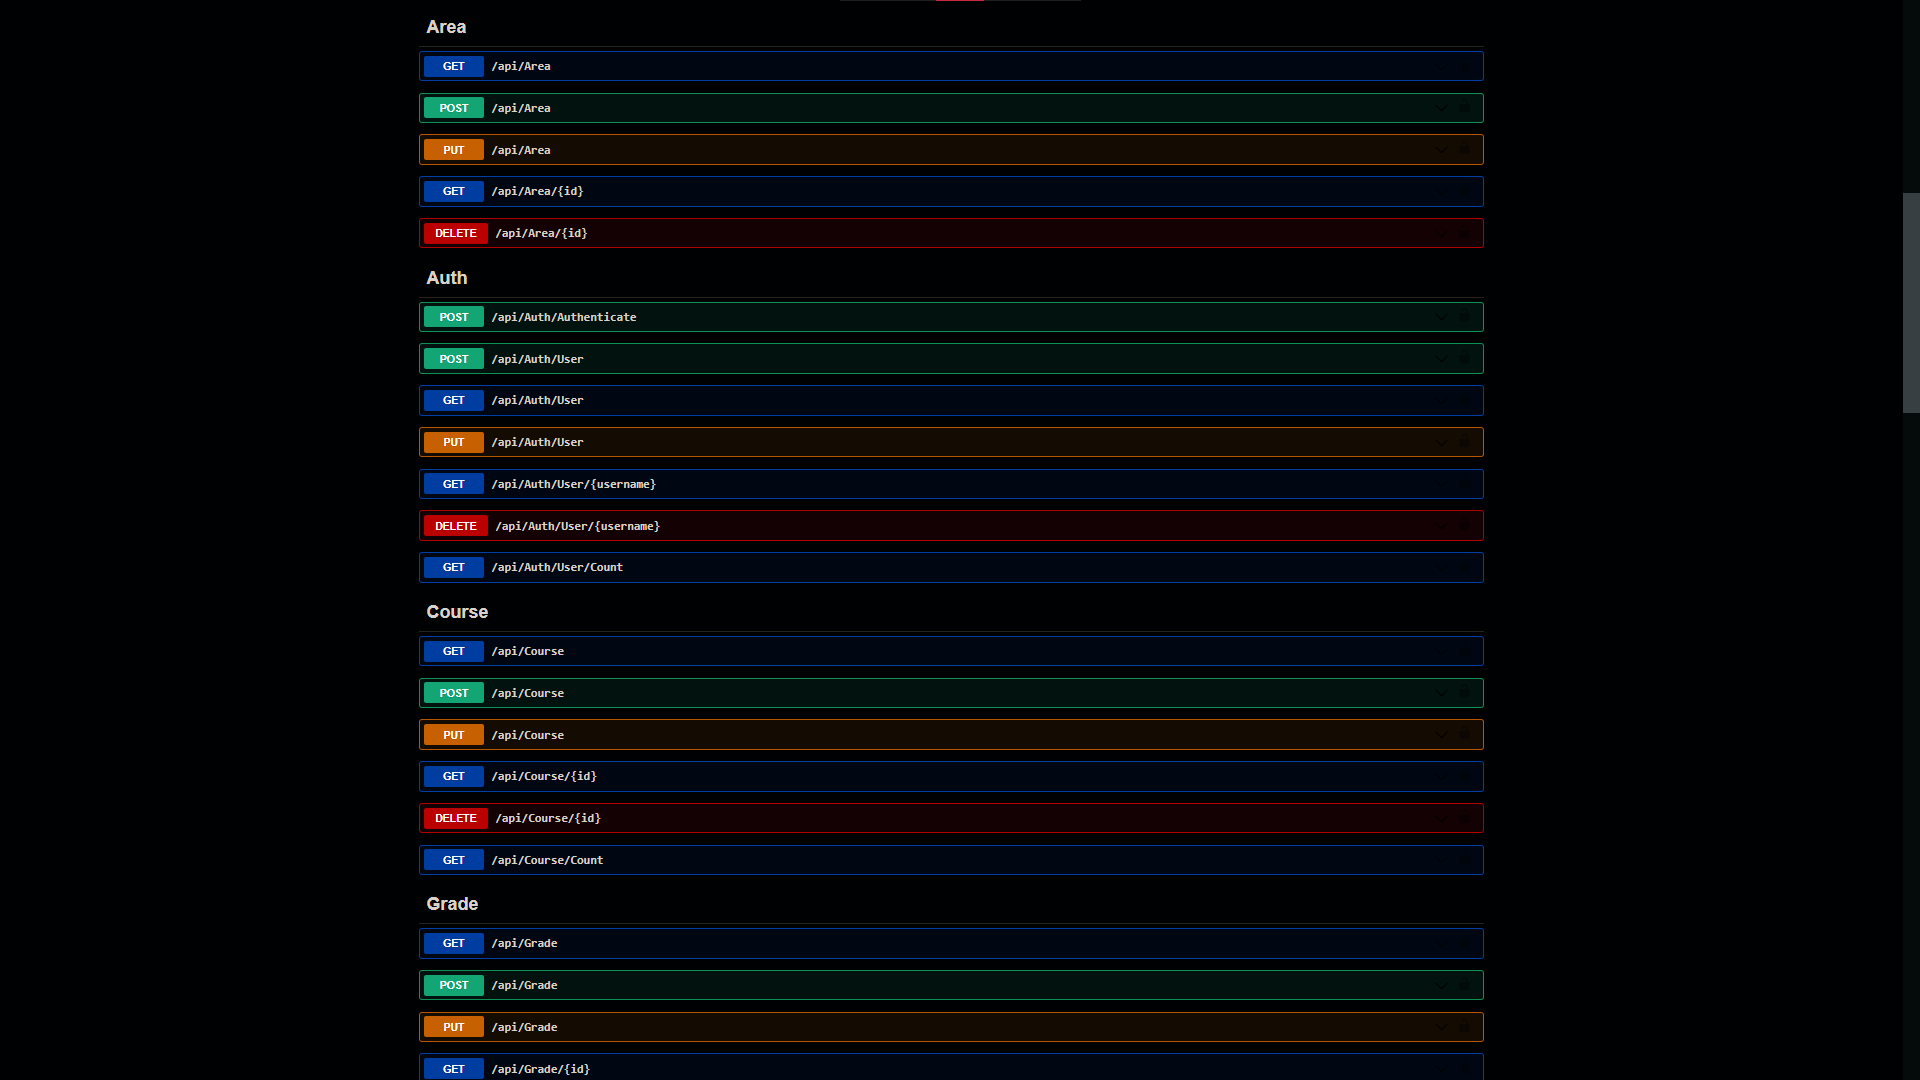 Area
GET /api/Area
POST /api/Area
PUT /api/Area
GET /api/Area/{id}
DELETE /api/Area/{id}
Auth
POST /api/Auth/Authenticate
POST /api/Auth/User
GET /api/Auth/User
PUT /api/Auth/User
GET /api/Auth/User/{username}
DELETE /api/Auth/User/{username}
GET /api/Auth/User/Count
Course
GET /api/Course
POST /api/Course
PUT /api/Course
GET /api/Course/{id}
DELETE /api/Course/{id}
GET /api/Course/Count
Grade
GET /api/Grade
POST /api/Grade
PUT /api/Grade
GET /api/Grade/{id}